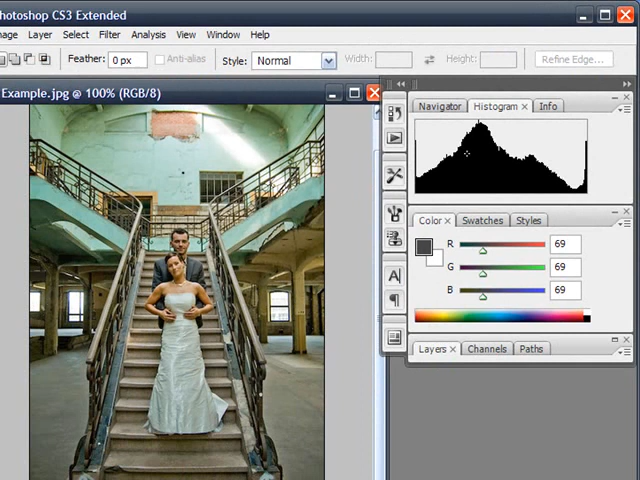 hotoshop CS3 Extended
mage Layer Select Filter Analysis View Window Help
Feather: 0 px Anti-alias Style: Normal Width: Height: Refine Edge...
Example.jpg @ 100% (RGB/8)
Navigator Histogram Info
Color Swatches Styles
R 69
G 69
B 69
Layers Channels Paths